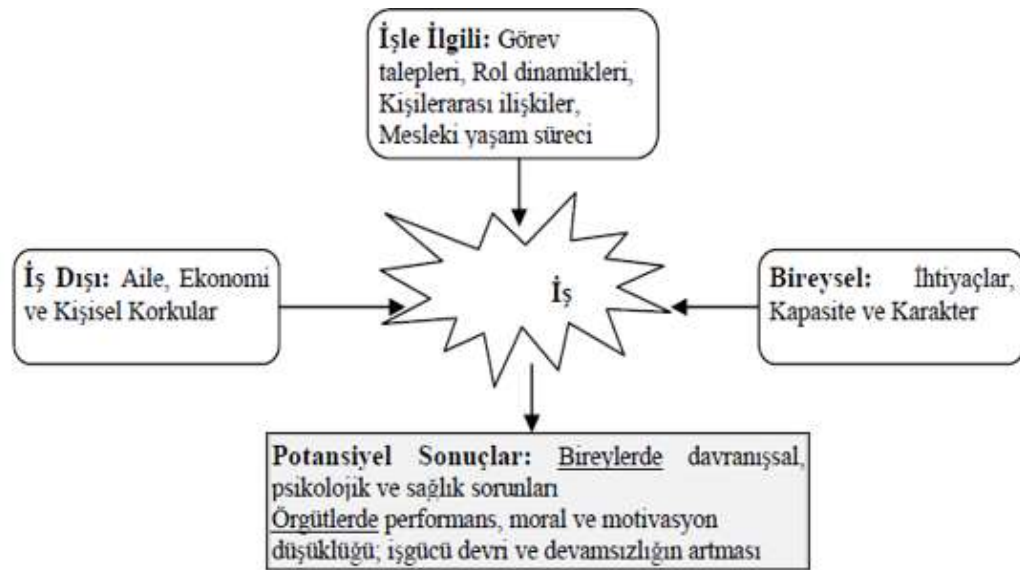 İşle İlgili: Görev
talepleri, Rol dinamikleri,
Kişilerarası ilişkiler,
Mesleki yaşam süreci
İş Dışı: Aile, Ekonomi
ve Kişisel Korkular
İş
Bireysel: İhtiyaçlar,
Kapasite ve Karakter
Potansiyel Sonuçlar: Bireylerde davranışsal,
psikolojik ve sağlık sorunları
Örgütlerde performans, moral ve motivasyon
düşüklüğü; işgücü devri ve devamsızlığın artması